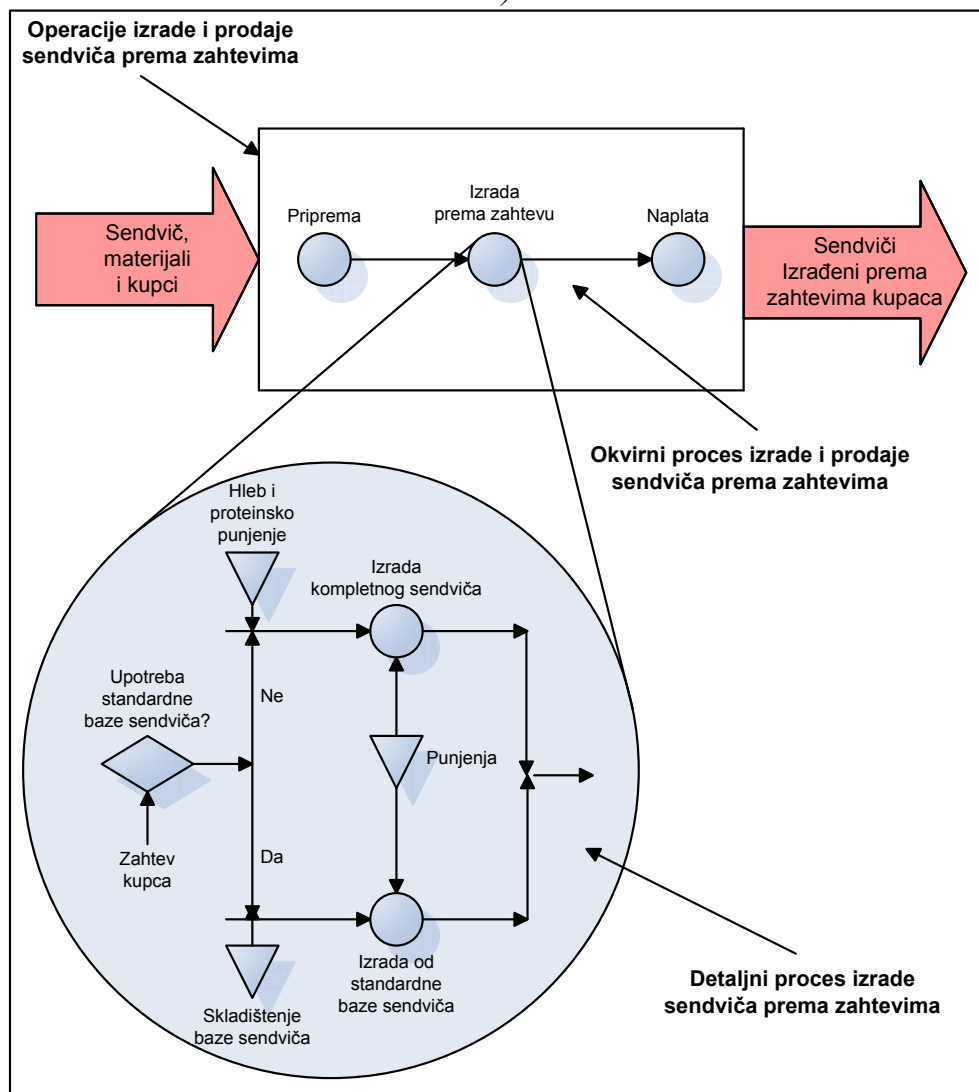 )
Operacije izrade i prodaje
sendviča prema zahtevima
Sendvič,
materijali
i kupci
Priprema
Izrada
prema zahtevu
Naplata
Sendviči
Izrađeni prema
zahtevima kupaca
Okvirni proces izrade i prodaje
sendviča prema zahtevima
Hleb i
proteinsko
punjenje
Izrada
kompletnog sendviča
Upotreba
standardne
baze sendviča?
Ne
Punjenja
Zahtev
kupca
Da
Skladištenje
baze sendviča
Izrada od
standardne
baze sendviča
Detaljni proces izrade
sendviča prema zahtevima